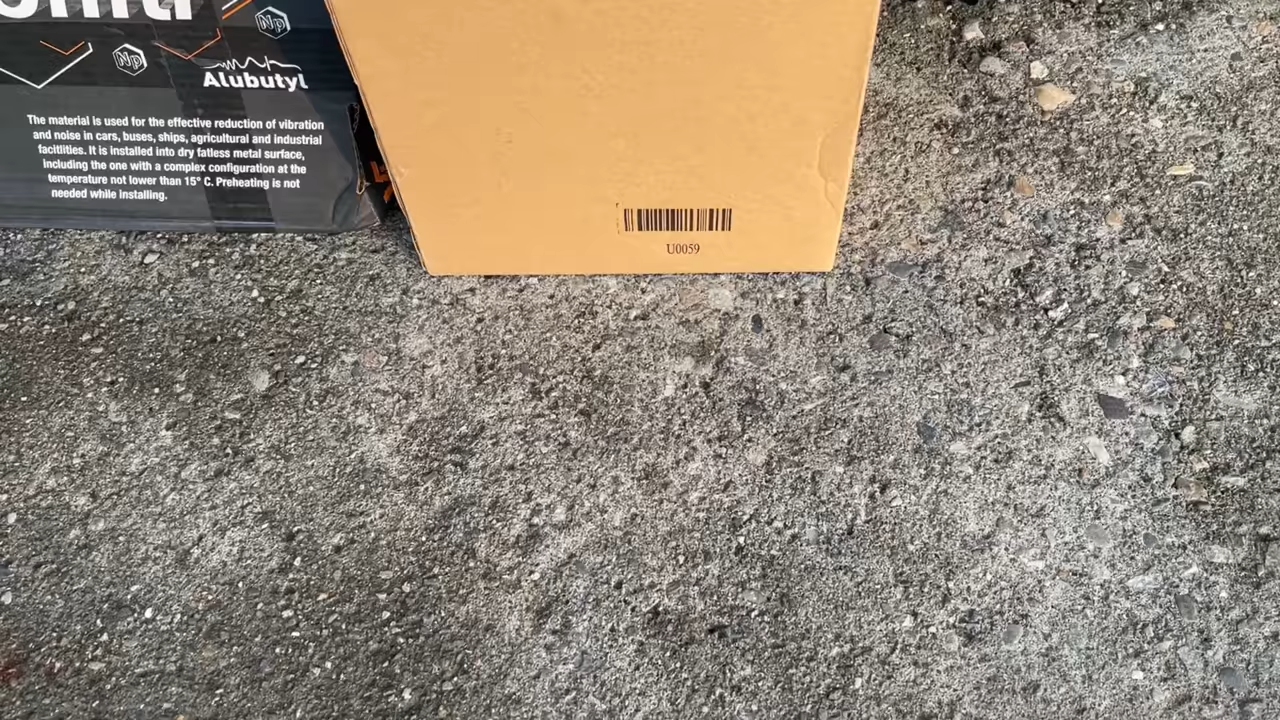 Np
Np
Alubutyl
The material is used for the effective reduction of vibration
and noise in cars, buses, ships, agricultural and industrial
facitlities. It is installed into dry fatless metal surface,
including the one with a complex configuration at the
temperature not lower than 15° C. Preheating is not
needed while installing.
U0059